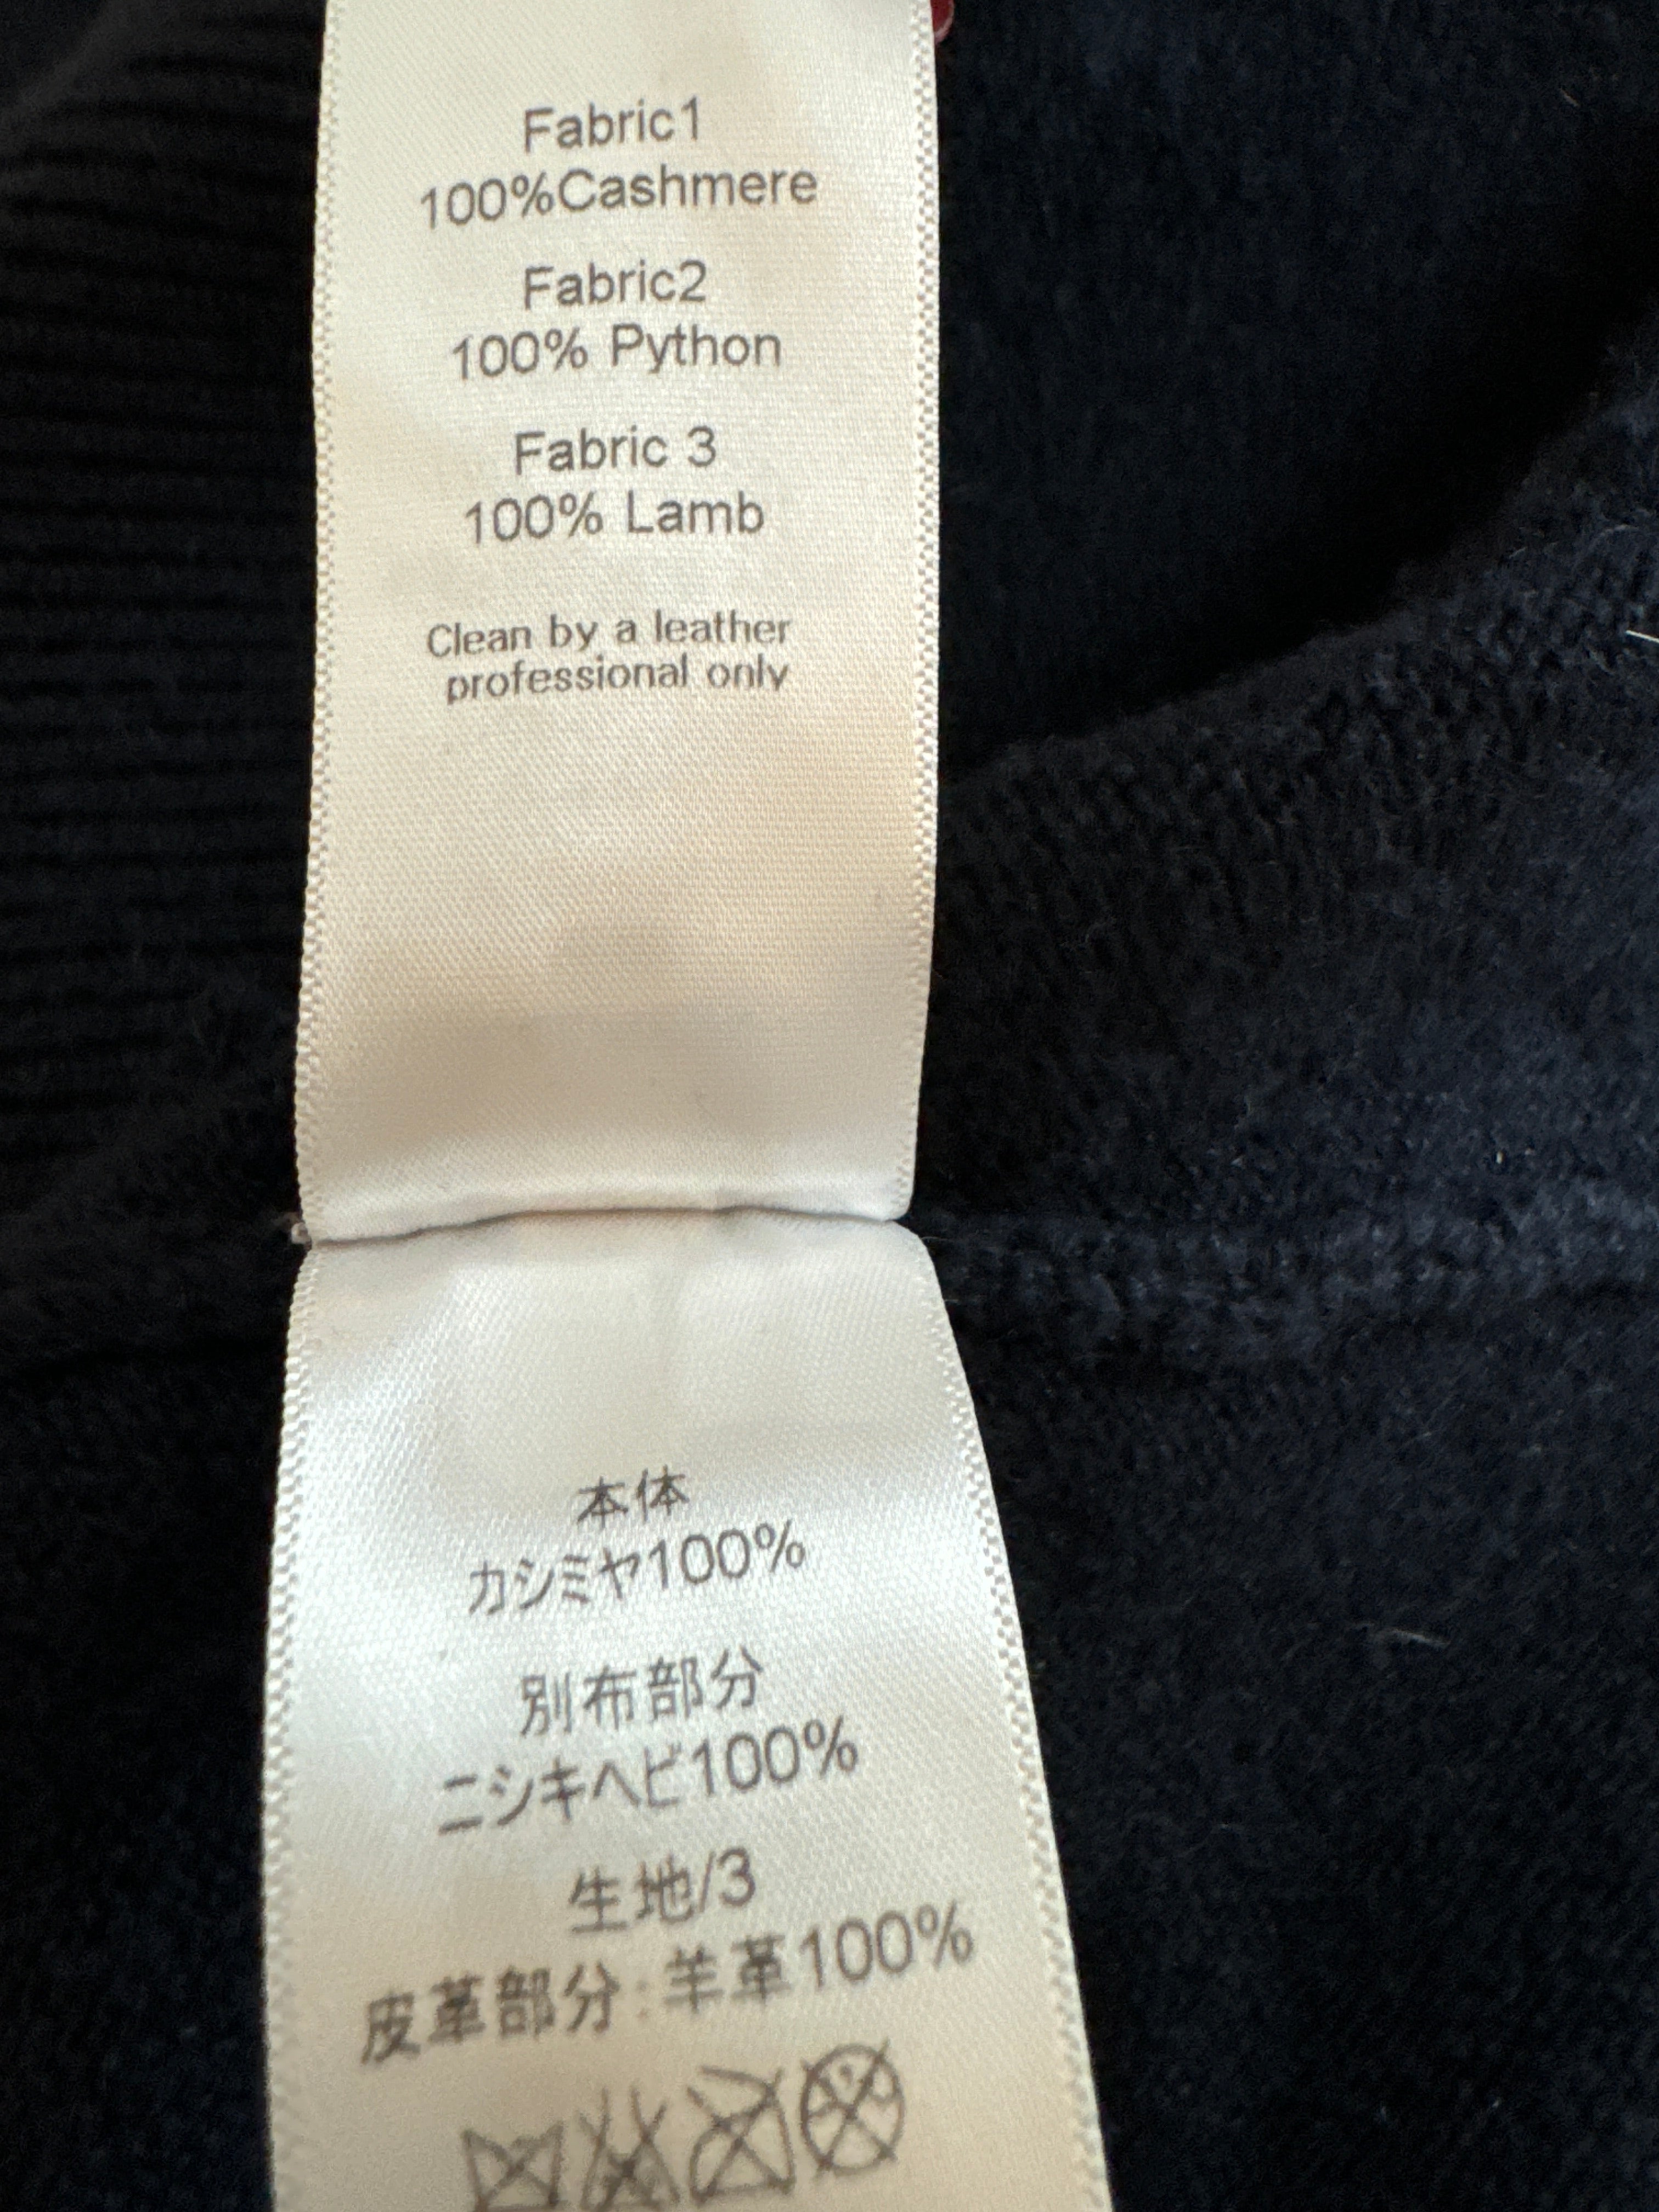 Fabric1
100%Cashmere
Fabric2
100% Python
Fabric 3
100% Lamb
Clean by a leather
professional only
本体
カシミヤ100%
別布部分
ニシキヘビ100%
生地/3
皮革部分:羊革100%